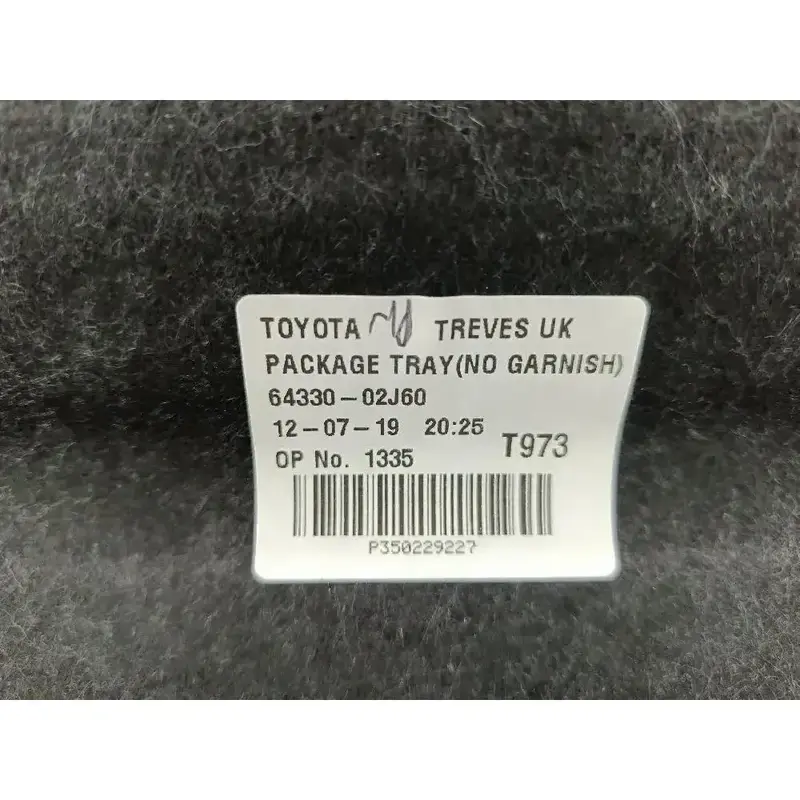 TOYOTA TREVES UK
PACKAGE TRAY(NO GARNISH)
64330-02J60
12-07-19 20:25 T973
OP No. 1335
P350229227